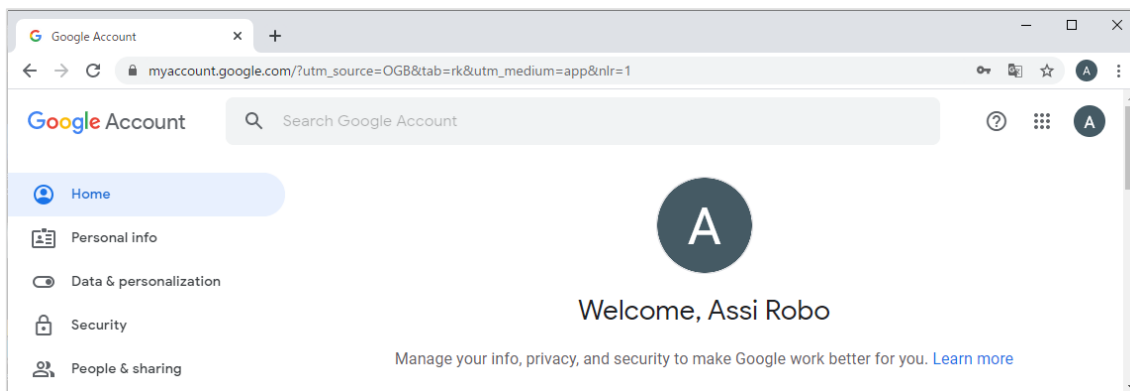 Google Account
myaccount.google.com/?utm_source=OGB&tab=rk&utm_medium=app&nlr=1
A
Google Account
Search Google Account
A
Home
A
Personal info
Data & personalization
Welcome, Assi Robo
Security
Manage your info, privacy, and security to make Google work better for you. Learn more
People & sharing